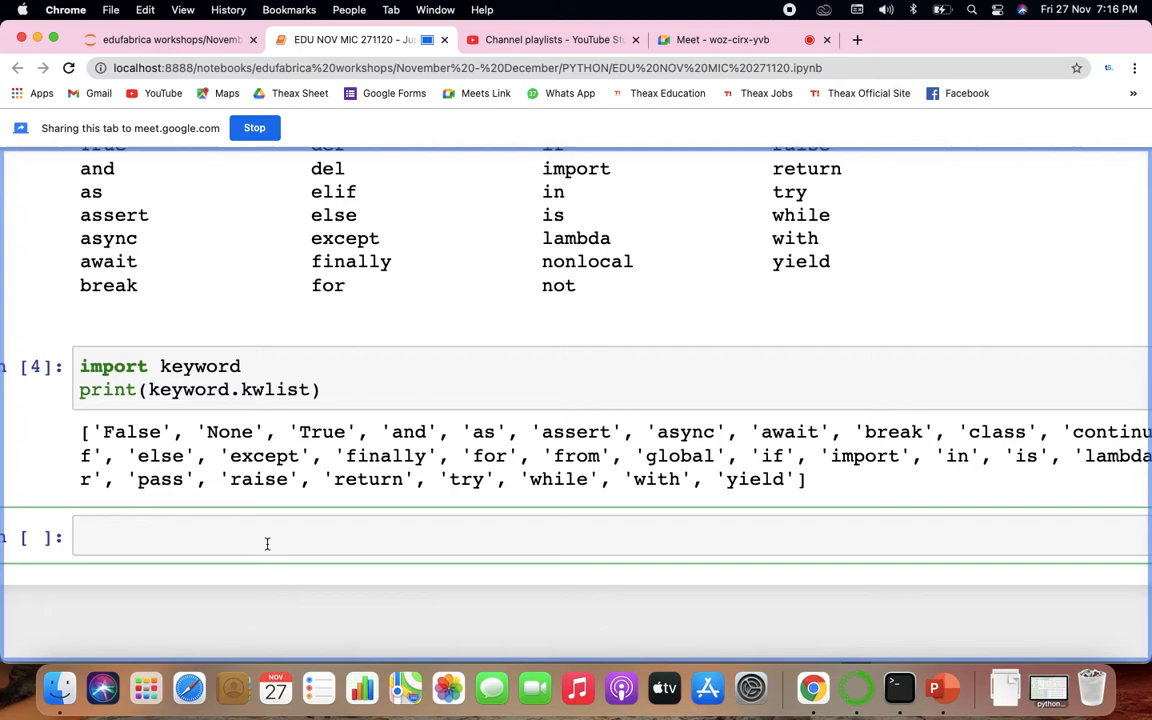 Chrome File Edit View History Bookmarks People Tab Window Help Fri 27 Nov 7:16 PM
edufabrica workshops/Novemb EDU NOV MIC 271120 - Ju Channel playlists - YouTube St Meet - woz-cirx-yvb
localhost:8888/notebooks/edufabrica%20workshops/November%20-%20December/PYTHON/EDU%20NOV%20MIC%20271120.ipynb
Apps Gmail YouTube Maps Theax Sheet Google Forms Meets Link Whats App Theax Education Theax Jobs Theax Official Site Facebook »
Sharing this tab to meet.google.com Stop
and del import return
as elif in try
assert else is while
async except lambda with
await finally nonlocal yield
break for not
n [4]: import keyword
print(keyword.kwlist)
['False', 'None', 'True', 'and', 'as', 'assert', 'async', 'await', 'break', 'class', 'continu
f', 'else', 'except', 'finally', 'for', 'from', 'global', 'if', 'import', 'in', 'is', 'lambda
r', 'pass', 'raise', 'return', 'try', 'while', 'with', 'yield']
n [ ]:
NOV
27
tv
python...